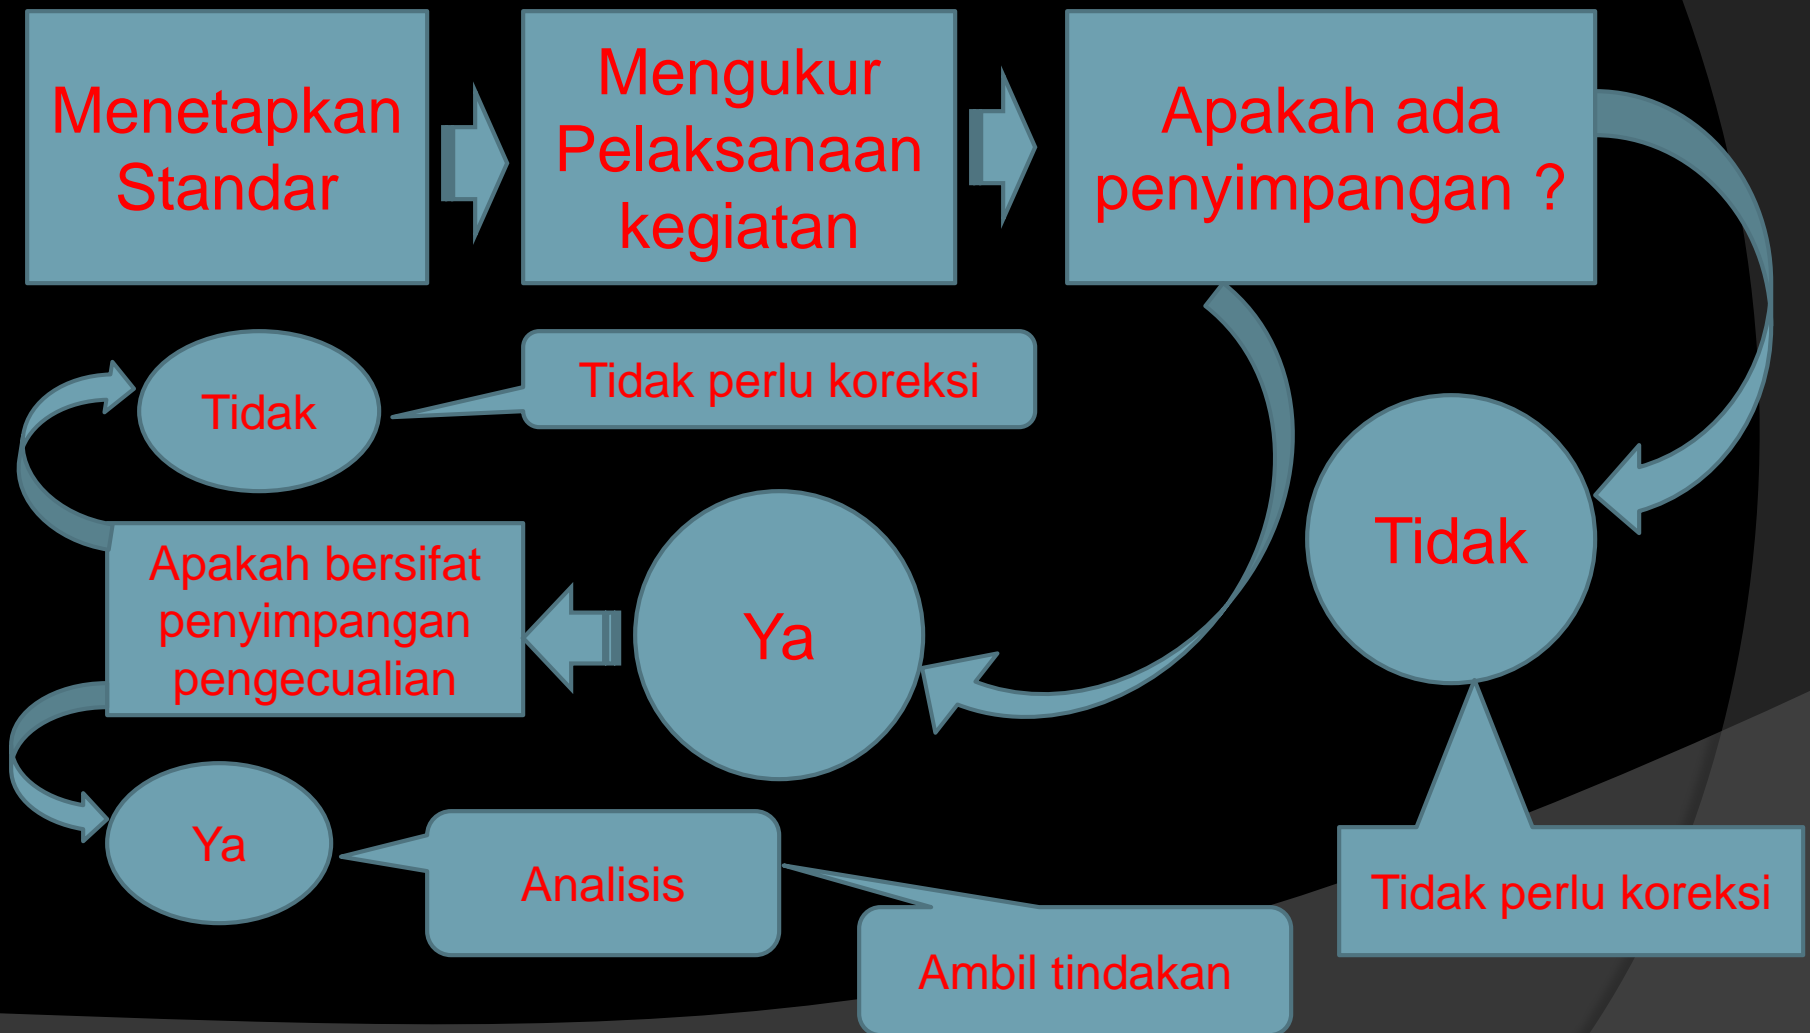 Menetapkan
Standar
Mengukur
Pelaksanaan
kegiatan
Apakah ada
penyimpangan ?
Tidak
Tidak perlu koreksi
Tidak
Apakah bersifat
penyimpangan
pengecualian
Ya
Ya
Analisis
Tidak perlu koreksi
Ambil tindakan